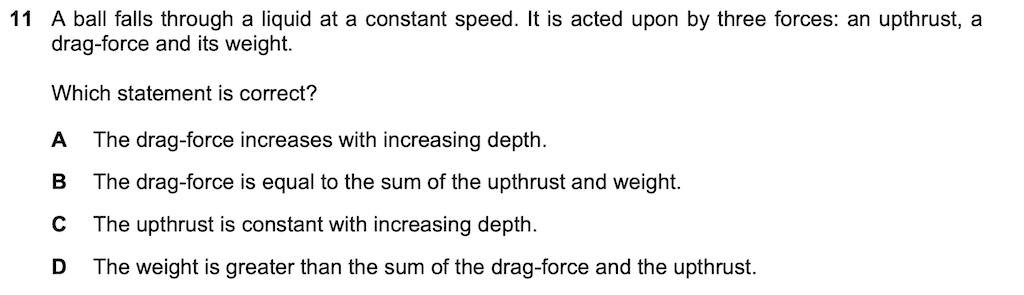 11 A ball falls through a liquid at a constant speed. It is acted upon by three forces: an upthrust, a
drag-force and its weight.
Which statement is correct?
A The drag-force increases with increasing depth.
B The drag-force is equal to the sum of the upthrust and weight.
C The upthrust is constant with increasing depth.
D The weight is greater than the sum of the drag-force and the upthrust.